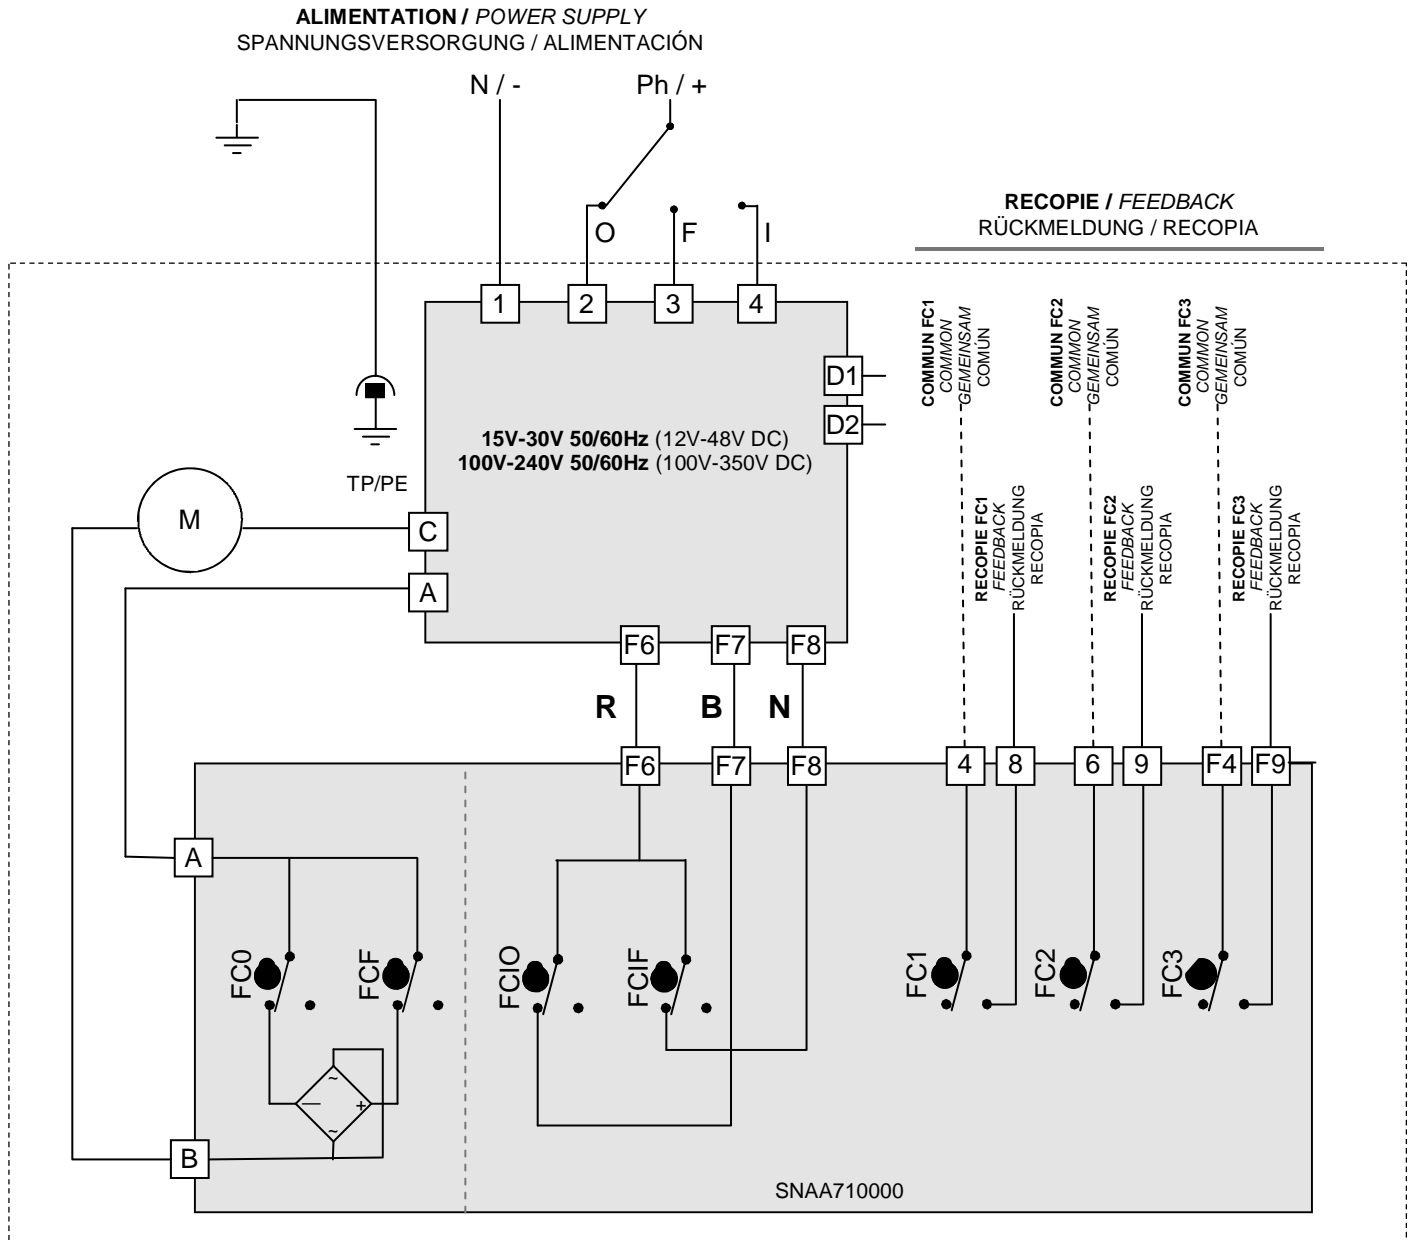 ALIMENTATION / POWER SUPPLY
SPANNUNGSVERSORGUNG / ALIMENTACIÓN
N / -
Ph / +
RECOPIE / FEEDBACK
RÜCKMELDUNG / RECOPIA
O
F
I
1
2
3
4
D1
D2
15V-30V 50/60Hz (12V-48V DC)
100V-240V 50/60Hz (100V-350V DC)
TP/PE
M
C
A
F6
F7
F8
COMMUN FC1
COMMON
GEMEINSAM
COMÚN
COMMUN FC2
COMMON
GEMEINSAM
COMÚN
COMMUN FC3
COMMON
GEMEINSAM
COMÚN
RECOPIE FC1
FEEDBACK
RÜCKMELDUNG
RECOPIA
RECOPIE FC2
FEEDBACK
RÜCKMELDUNG
RECOPIA
RECOPIE FC3
FEEDBACK
RÜCKMELDUNG
RECOPIA
R
B
N
F6
F7
F8
4
8
6
9
F4
F9
A
FC0
FCF
FCIO
FCIF
FC1
FC2
FC3
~
—
+
~
B
SNAA710000